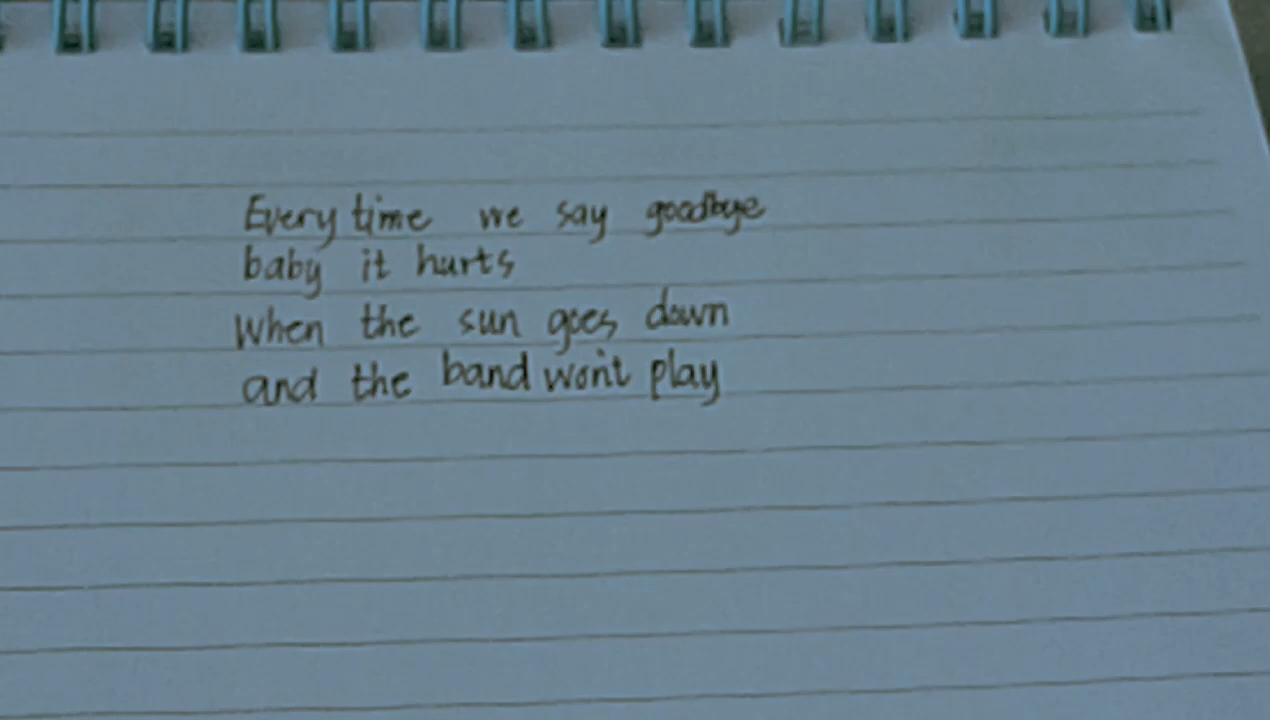 Every time we say goodbye
baby it hurts
When the sun goes down
and the band won't play